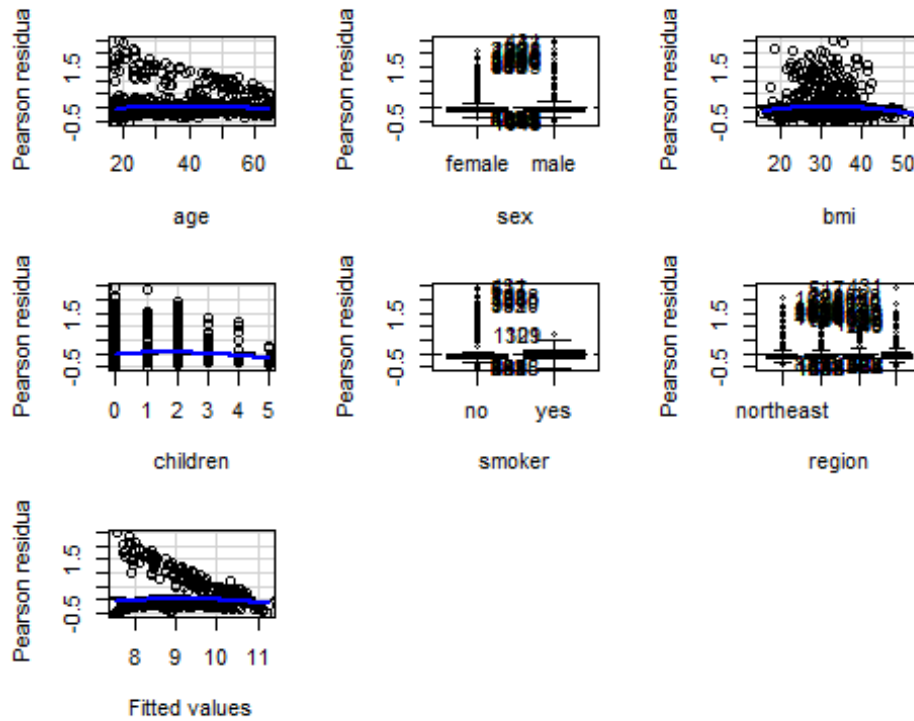 Pearson residua
1.5
-0.5
20 40 60
age
Pearson residua
1.5
-0.5
female male
sex
Pearson residua
1.5
-0.5
20 30 40 50
bmi
Pearson residua
1.5
-0.5
0 1 2 3 4 5
children
Pearson residua
1.5
-0.5
no yes
smoker
Pearson residua
1.5
-0.5
northeast
region
Pearson residua
1.5
-0.5
8 9 10 11
Fitted values